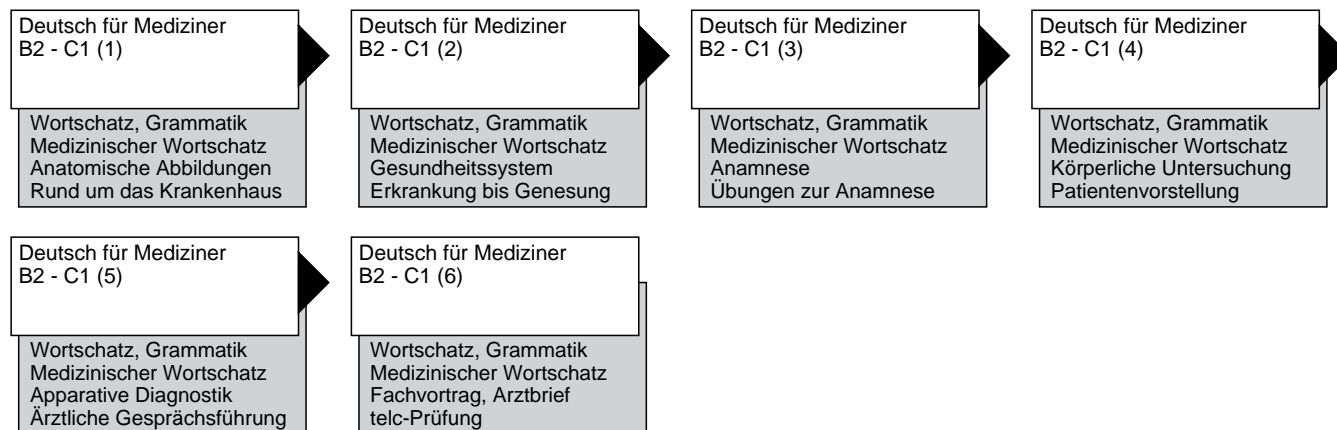 Deutsch für Mediziner
B2 - C1 (1)
Wortschatz, Grammatik
Medizinischer Wortschatz
Anatomische Abbildungen
Rund um das Krankenhaus
Deutsch für Mediziner
B2 - C1 (2)
Wortschatz, Grammatik
Medizinischer Wortschatz
Gesundheitssystem
Erkrankung bis Genesung
Deutsch für Mediziner
B2 - C1 (3)
Wortschatz, Grammatik
Medizinischer Wortschatz
Anamnese
Übungen zur Anamnese
Deutsch für Mediziner
B2 - C1 (4)
Wortschatz, Grammatik
Medizinischer Wortschatz
Körperliche Untersuchung
Patientenvorstellung
Deutsch für Mediziner
B2 - C1 (5)
Wortschatz, Grammatik
Medizinischer Wortschatz
Apparative Diagnostik
Ärztliche Gesprächsführung
Deutsch für Mediziner
B2 - C1 (6)
Wortschatz, Grammatik
Medizinischer Wortschatz
Fachvortrag, Arztbrief
telc-Prüfung